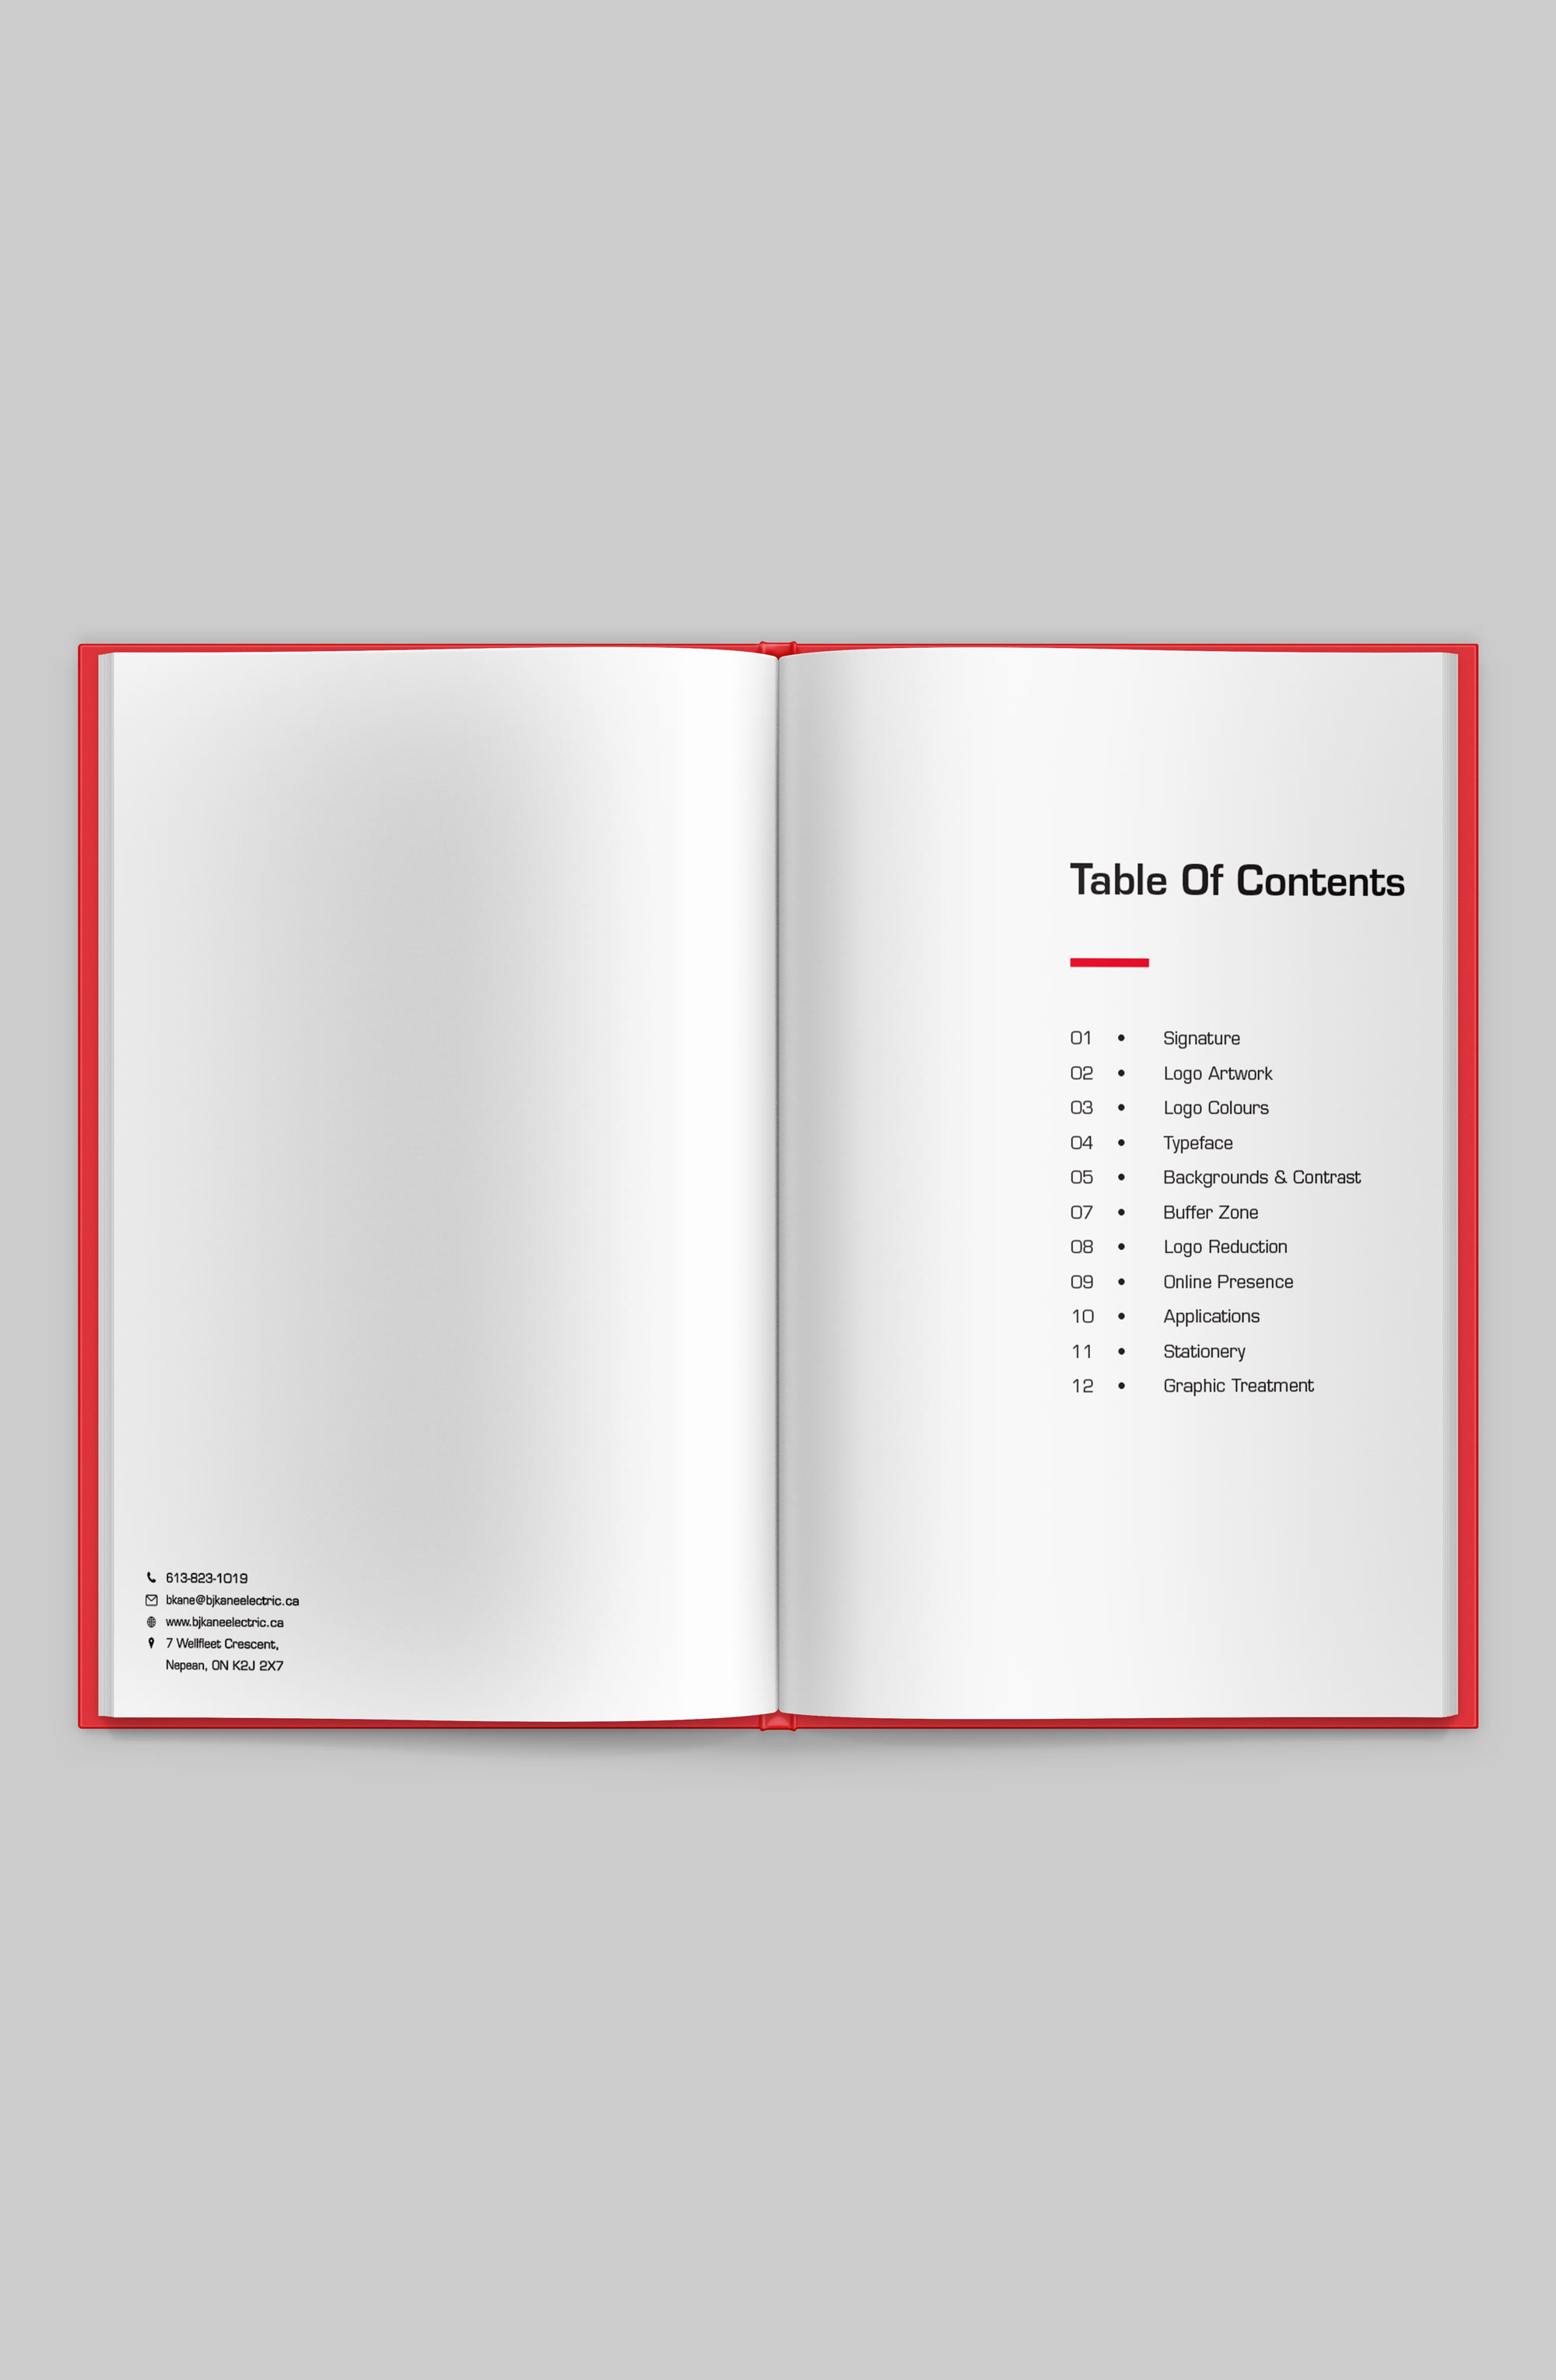 613-823-1019
bkane@bjkaneelectric.ca
www.bjkaneelectric.ca
7 Wellfleet Crescent,
Nepean, ON K2J 2X7
Table Of Contents
01 • Signature
02 • Logo Artwork
03 • Logo Colours
04 • Typeface
05 • Backgrounds & Contrast
07 • Buffer Zone
08 • Logo Reduction
09 • Online Presence
10 • Applications
11 • Stationery
12 • Graphic Treatment